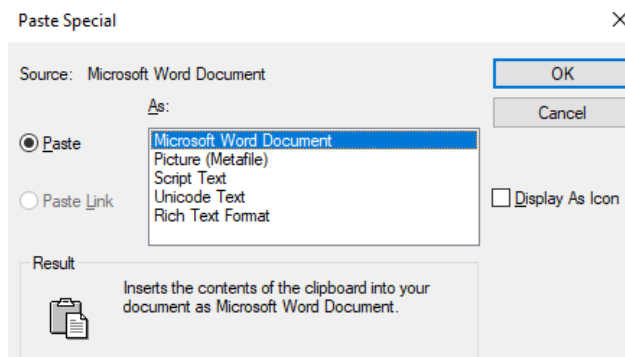 Paste Special
Source: Microsoft Word Document
OK
As:
Cancel
Paste
Microsoft Word Document
Picture (Metafile)
Script Text
Unicode Text
Rich Text Format
Paste Link
Display As Icon
Result
Inserts the contents of the clipboard into your
document as Microsoft Word Document.